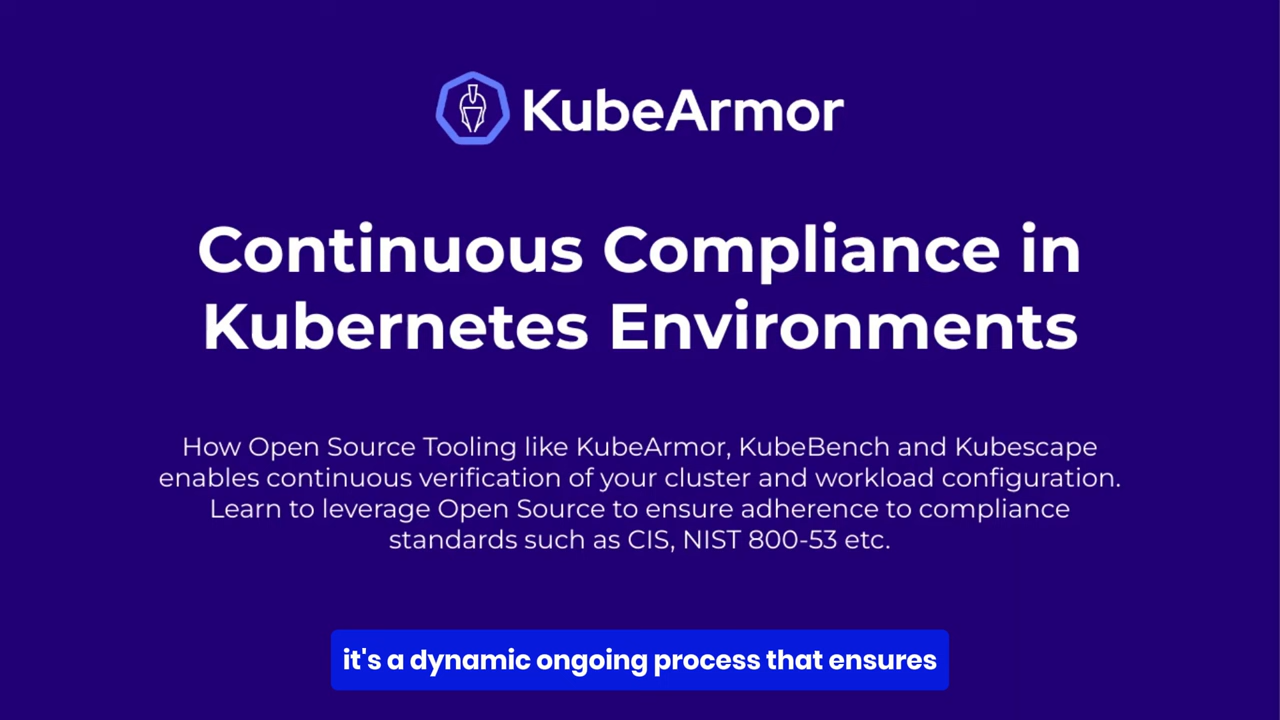 KubeArmor
Continuous Compliance in
Kubernetes Environments
How Open Source Tooling like KubeArmor, KubeBench and Kubescape
enables continuous verification of your cluster and workload configuration.
Learn to leverage Open Source to ensure adherence to compliance
standards such as CIS, NIST 800-53 etc.
it's a dynamic ongoing process that ensures